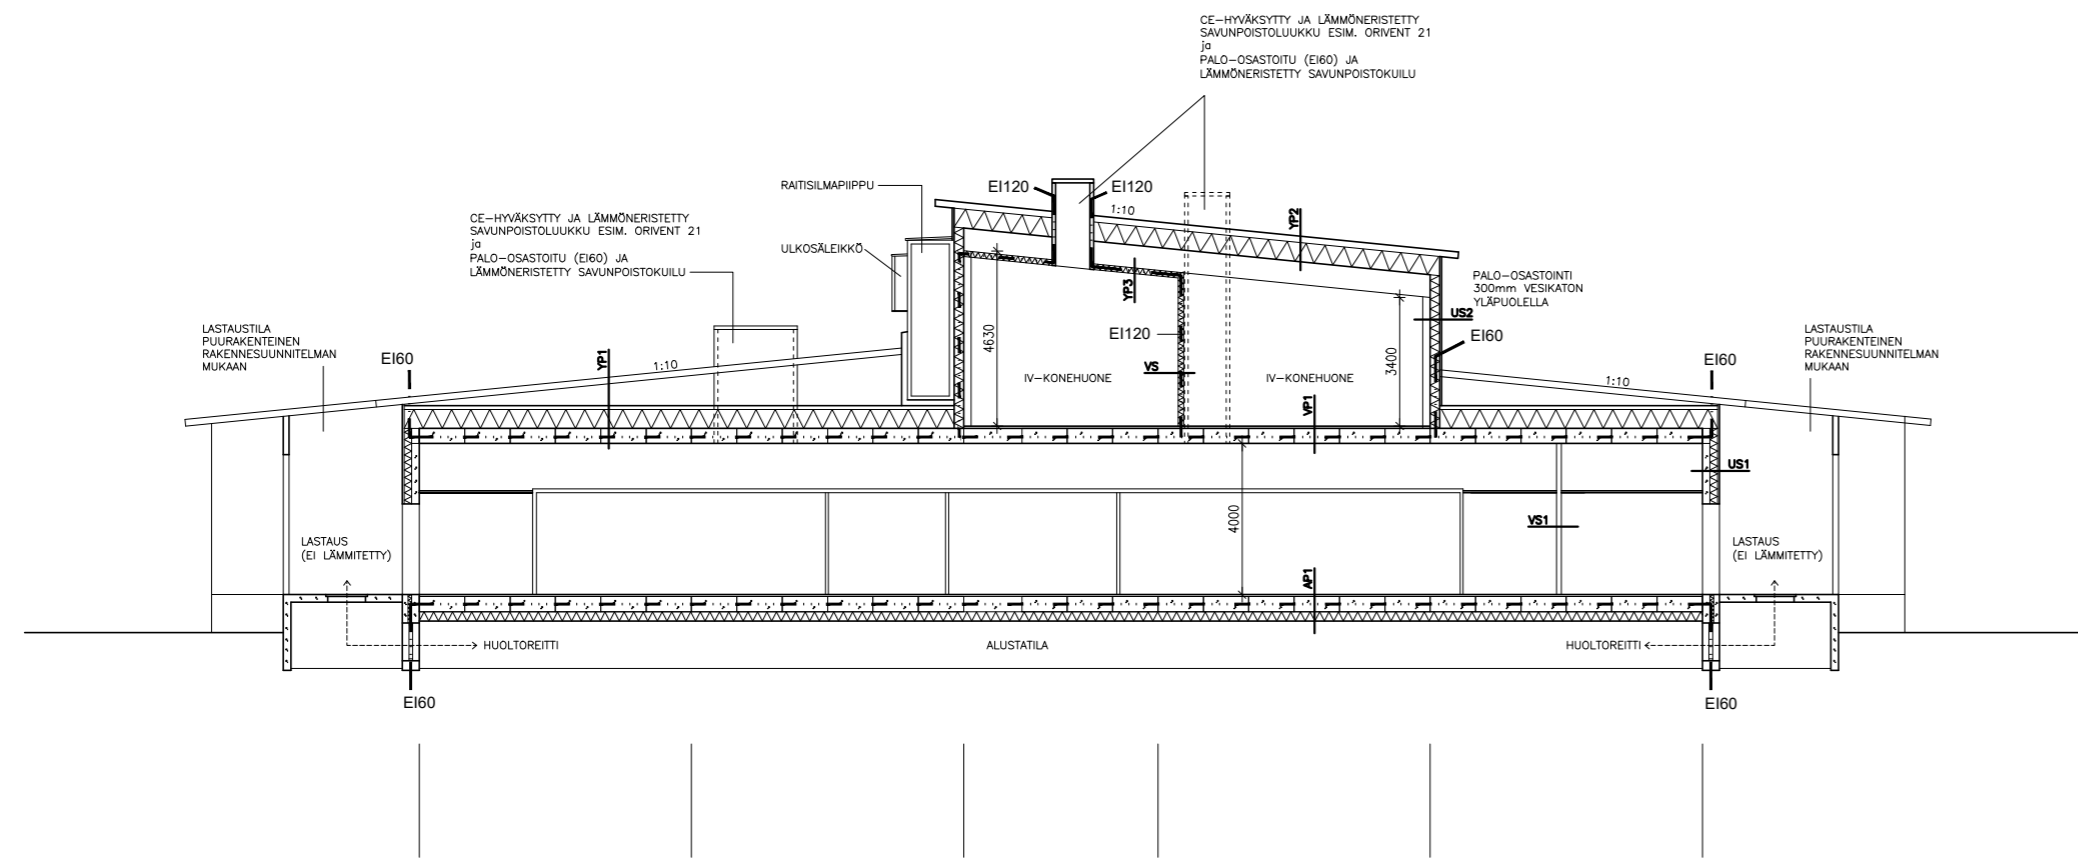 CE-HYVÄKSYTTY JA LÄMMÖNERISTETTY
SAVUNPOISTOLUUKKU ESIM. ORIVENT 21
ja
PALO-OSASTOITU (EI60) JA
LÄMMÖNERISTETTY SAVUNPOISTOKUILU
RAITISILMAPIIPPU
EI120
EI120
1:10
YP2
CE-HYVÄKSYTTY JA LÄMMÖNERISTETTY
SAVUNPOISTOLUUKKU ESIM. ORIVENT 21
ja
PALO-OSASTOITU (EI60) JA
LÄMMÖNERISTETTY SAVUNPOISTOKUILU
ULKOSÄLEIKKÖ
YP3
PALO-OSASTOINTI
300mm VESIKATON
YLÄPUOLELLA
US2
LASTAUSTILA
PUURAKENTEINEN
RAKENNESUUNNITELMAN
MUKAAN
EI60
YP1
1:10
4630
EI120
VS
3400
EI60
IV-KONEHUONE
IV-KONEHUONE
VP1
EI60
1:10
LASTAUSTILA
PUURAKENTEINEN
RAKENNESUUNNITELMAN
MUKAAN
US1
4000
VS1
LASTAUS
(EI LÄMMITETTY)
LASTAUS
(EI LÄMMITETTY)
AP1
HUOLTOREITTI
ALUSTATILA
HUOLTOREITTI
EI60
EI60